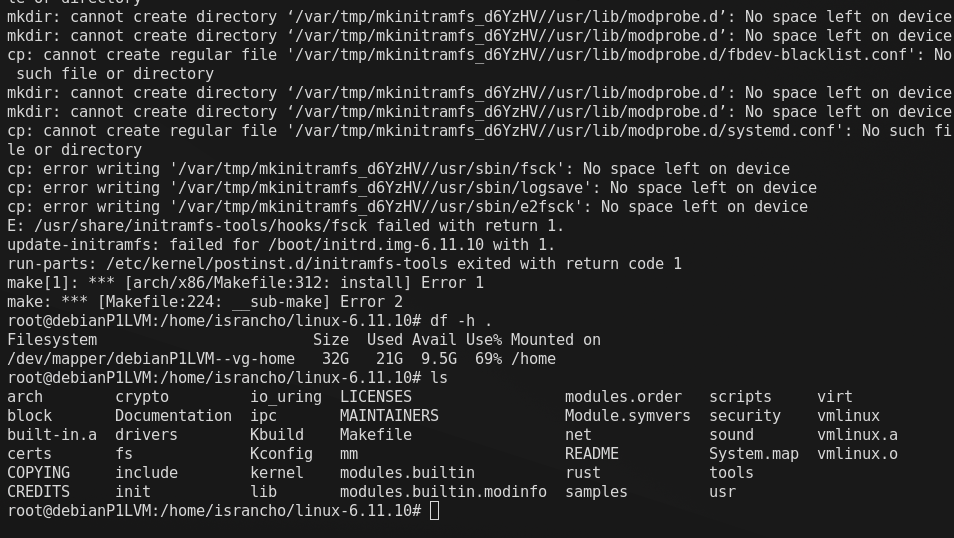 le or directory
mkdir: cannot create directory ‘/var/tmp/mkinitramfs_d6YzHV//usr/lib/modprobe.d’: No space left on device
mkdir: cannot create directory ‘/var/tmp/mkinitramfs_d6YzHV//usr/lib/modprobe.d’: No space left on device
cp: cannot create regular file '/var/tmp/mkinitramfs_d6YzHV//usr/lib/modprobe.d/fbdev-blacklist.conf': No
 such file or directory
mkdir: cannot create directory ‘/var/tmp/mkinitramfs_d6YzHV//usr/lib/modprobe.d’: No space left on device
mkdir: cannot create directory ‘/var/tmp/mkinitramfs_d6YzHV//usr/lib/modprobe.d’: No space left on device
cp: cannot create regular file '/var/tmp/mkinitramfs_d6YzHV//usr/lib/modprobe.d/systemd.conf': No such fi
le or directory
cp: error writing '/var/tmp/mkinitramfs_d6YzHV//usr/sbin/fsck': No space left on device
cp: error writing '/var/tmp/mkinitramfs_d6YzHV//usr/sbin/logsave': No space left on device
cp: error writing '/var/tmp/mkinitramfs_d6YzHV//usr/sbin/e2fsck': No space left on device
E: /usr/share/initramfs-tools/hooks/fsck failed with return 1.
update-initramfs: failed for /boot/initrd.img-6.11.10 with 1.
run-parts: /etc/kernel/postinst.d/initramfs-tools exited with return code 1
make[1]: *** [arch/x86/Makefile:312: install] Error 1
make: *** [Makefile:224: __sub-make] Error 2
root@debianP1LVM:/home/israncho/linux-6.11.10# df -h .
Filesystem                        Size  Used Avail Use% Mounted on
/dev/mapper/debianP1LVM--vg-home   32G   21G  9.5G  69% /home
root@debianP1LVM:/home/israncho/linux-6.11.10# ls
arch        crypto         io_uring  LICENSES                 modules.order   scripts     virt
block       Documentation  ipc       MAINTAINERS              Module.symvers  security    vmlinux
built-in.a  drivers        Kbuild    Makefile                 net             sound       vmlinux.a
certs       fs             Kconfig   mm                       README          System.map  vmlinux.o
COPYING     include        kernel    modules.builtin          rust            tools
CREDITS     init           lib       modules.builtin.modinfo  samples         usr
root@debianP1LVM:/home/israncho/linux-6.11.10#